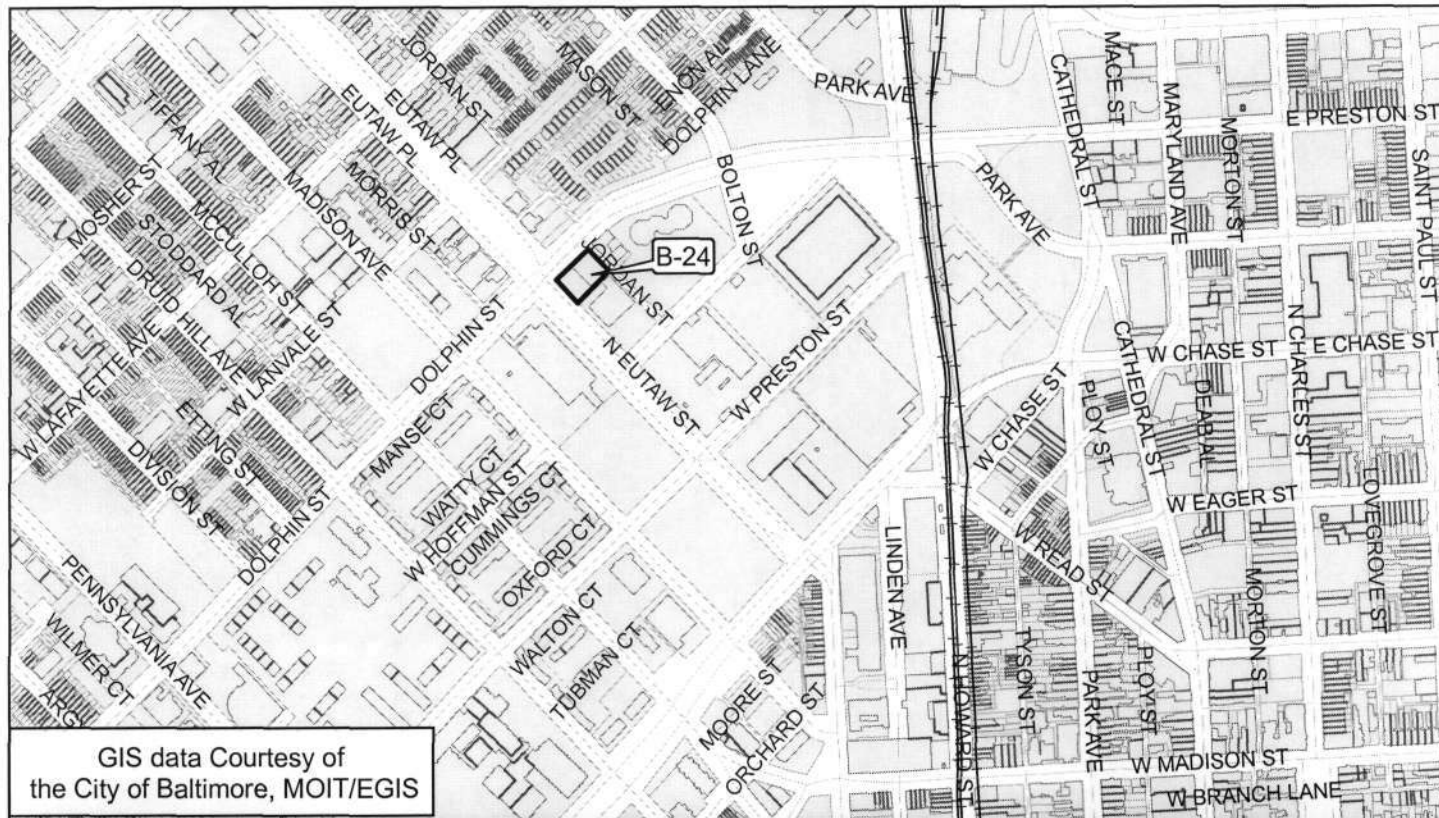 JORDAN ST
MASON ST
ENON AL
DOLPHIN LANE
PARK AVE
CATHEDRAL ST
MACE ST
MARYLAND AVE
MORTON ST
E PRESTON ST
SAINT PAUL ST
EUTAW PL
EUTAW PL
TIFFANY AL
MOSHER ST
MADISON AVE
MORRIS ST
MCCULLOH ST
STODDARD AL
DRUID HILL AVE
BOLTON ST
PARK AVE
JORDAN ST
B-24
W LANVALE ST
DOLPHIN ST
N EUTAW ST
W PRESTON ST
W LAFAYETTE AVE
ETTING ST
DIVISION ST
DOLPHIN ST
MANSE CT
WATTY CT
W HOFFMAN ST
CUMMINGS CT
OXFORD CT
WALTON CT
TUBMAN CT
CATHEDRAL ST
W CHASE ST
N CHARLES ST
E CHASE ST
W CHASE ST
PLOY ST
DEABAL
W EAGER ST
LOVEGROVE ST
LINDEN AVE
W READ ST
MORTON ST
PENNSYLVANIA AVE
WILMER CT
ARG
MOORE ST
ORCHARD ST
N HOWARD ST
TYSON ST
PARK AVE
PLOY ST
W MADISON ST
W BRANCH LANE
GIS data Courtesy of
the City of Baltimore, MOIT/EGIS